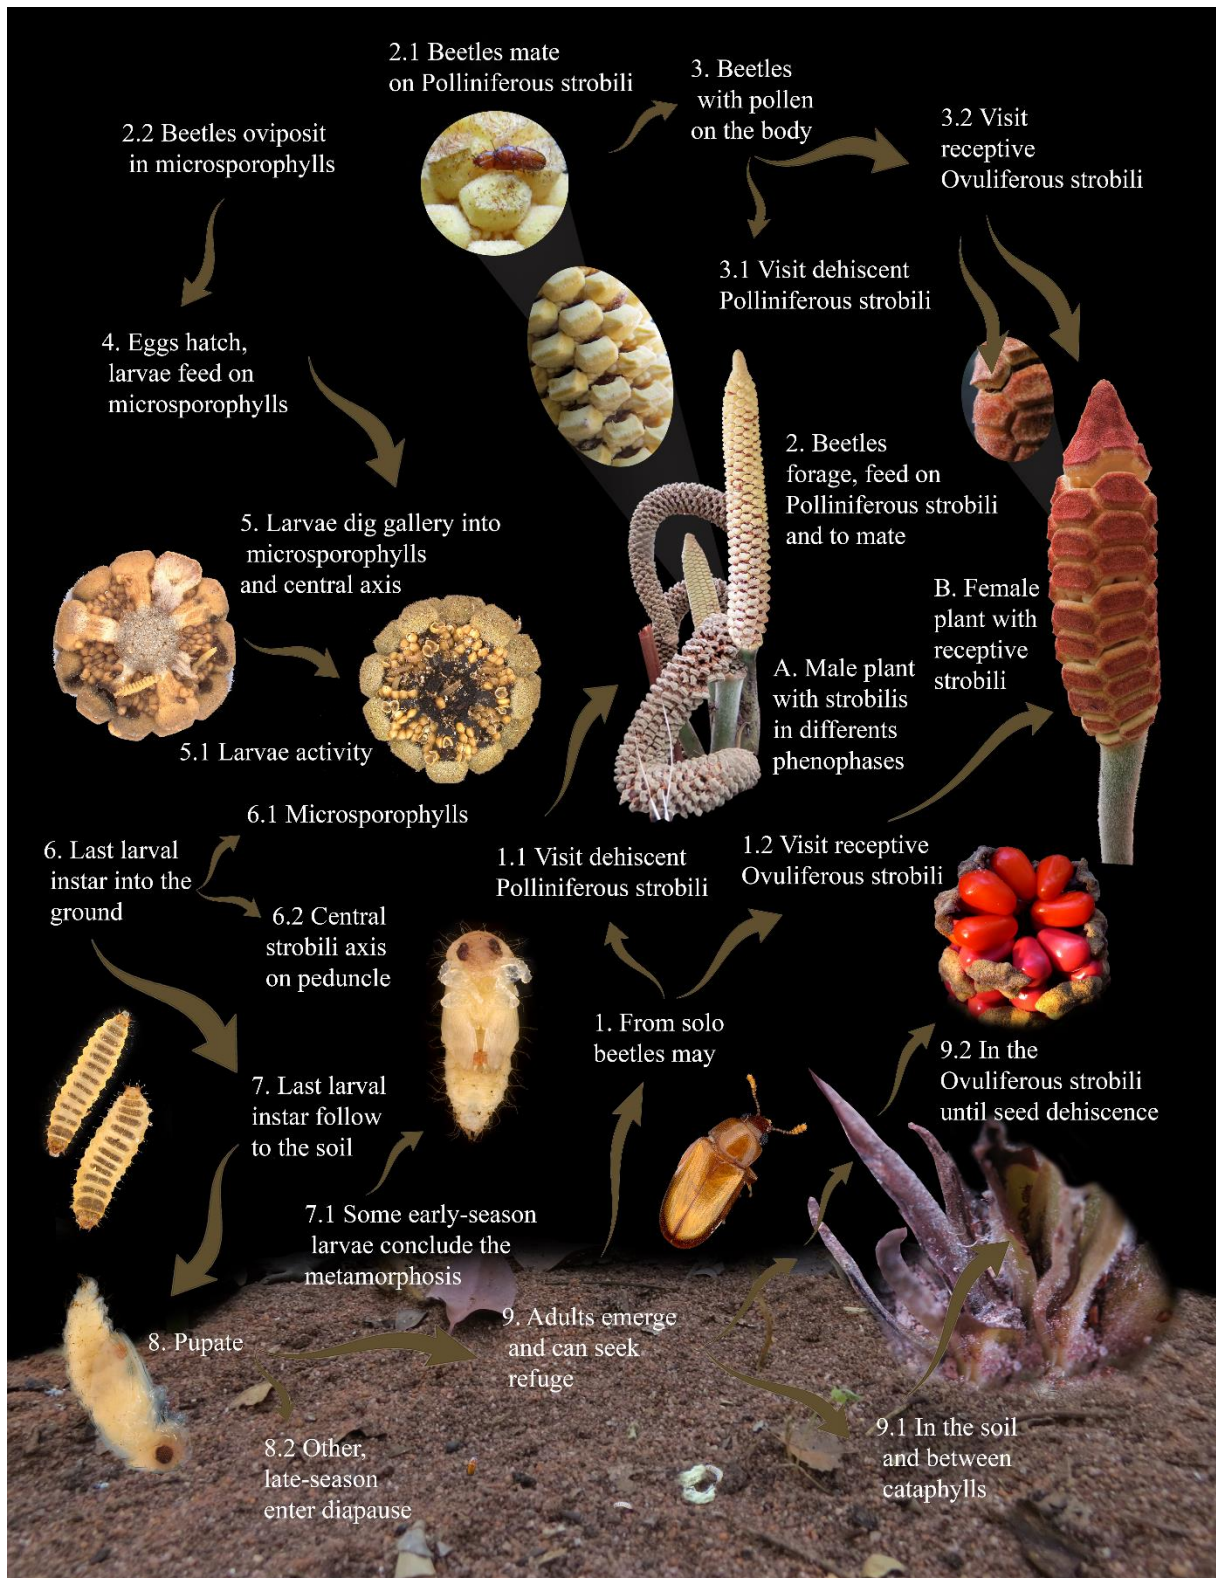 2.1 Beetles mate
on Polliniferous strobili
3. Beetles
with pollen
on the body
2.2 Beetles oviposit
in microsporophylls
3.2 Visit
receptive
Ovuliferous strobili
3.1 Visit dehiscent
Polliniferous strobili
4. Eggs hatch,
larvae feed on
microsporophylls
2. Beetles
forage, feed on
Polliniferous strobili
and to mate
5. Larvae dig gallery into
microsporophylls
and central axis
B. Female
plant with
receptive
strobili
A. Male plant
with strobilis
in differents
phenophases
5.1 Larvae activity
6.1 Microsporophylls
6. Last larval
instar into the
ground
1.1 Visit dehiscent
Polliniferous strobili
1.2 Visit receptive
Ovuliferous strobili
6.2 Central
strobili axis
on peduncle
1. From solo
beetles may
9.2 In the
Ovuliferous strobili
until seed dehiscence
7. Last larval
instar follow
to the soil
7.1 Some early-season
larvae conclude the
metamorphosis
8. Pupate
9. Adults emerge
and can seek
refuge
8.2 Other,
late-season
enter diapause
9.1 In the soil
and between
cataphylls